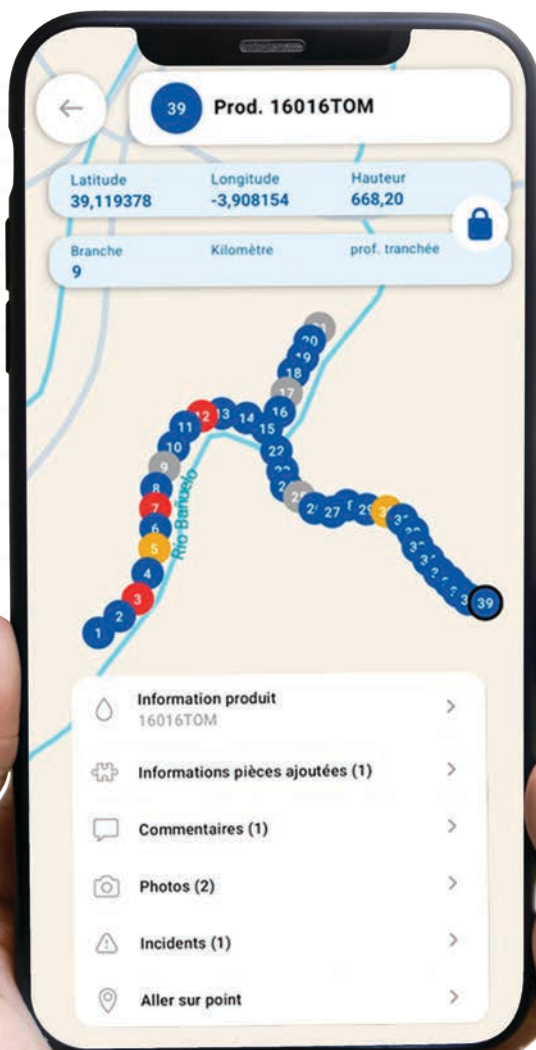 39 Prod. 16016TOM
Latitude Longitude Hauteur
39,119378 -3,908154 668,20
Branche Kilomètre prof. tranchée
9
20
19
18
17
16
12 13 14
11 15
10
22
9
8
7
29
27
6
5
4
3
39
2
1
Río Bañuelo
Information produit
16016TOM
Informations pièces ajoutées (1)
Commentaires (1)
Photos (2)
Incidents (1)
Aller sur point